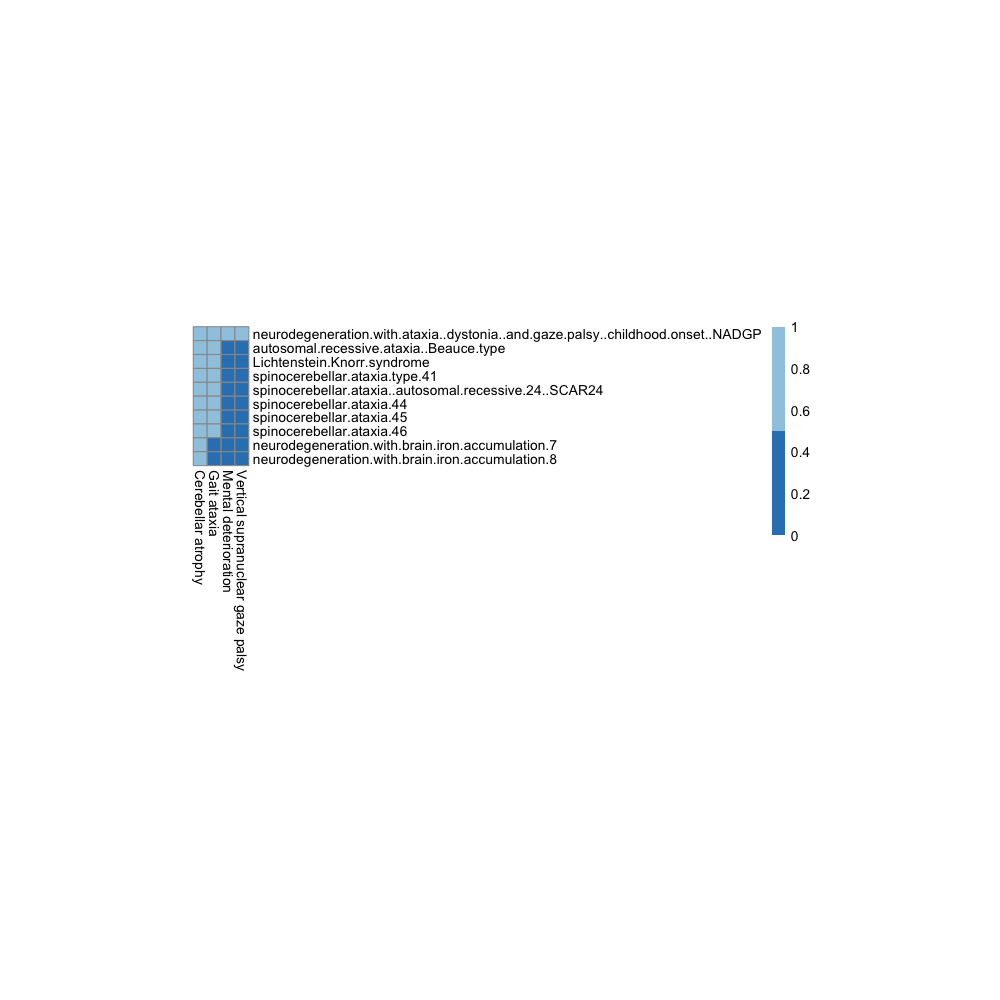 neurodegeneration.with.ataxia..dystonia..and.gaze.palsy..childhood.onset..NADGP
autosomal.recessive.ataxia..Beauce.type
Lichtenstein.Knorr.syndrome
spinocerebellar.ataxia.type.41
spinocerebellar.ataxia..autosomal.recessive.24..SCAR24
spinocerebellar.ataxia.44
spinocerebellar.ataxia.45
spinocerebellar.ataxia.46
neurodegeneration.with.brain.iron.accumulation.7
neurodegeneration.with.brain.iron.accumulation.8
Cerebellar atrophy
Gait ataxia
Mental deterioration
Vertical supranuclear gaze palsy
1
0.8
0.6
0.4
0.2
0